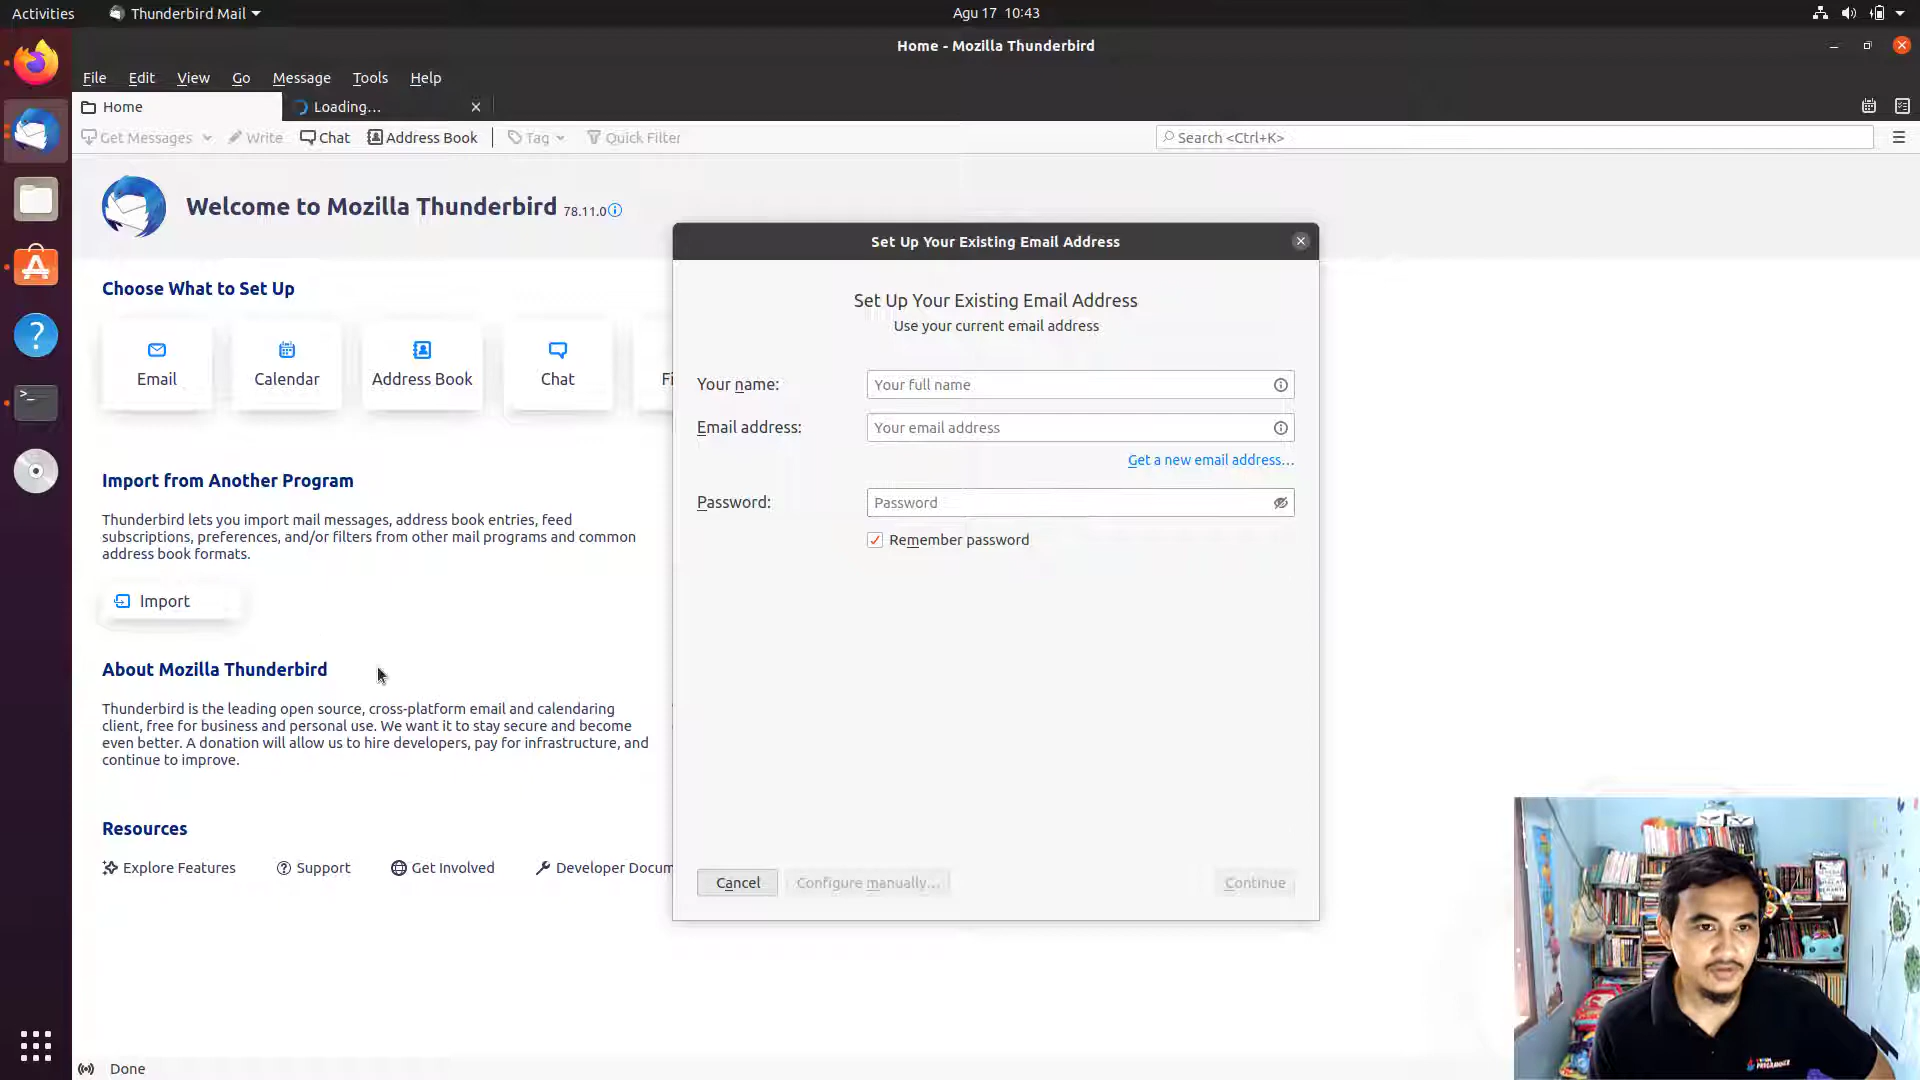 Activities
Thunderbird Mail
Agu 17 10:43
Home - Mozilla Thunderbird
File Edit View Go Message Tools Help
Home
Loading…
Get Messages Write Chat Address Book Tag Quick Filter
Search <Ctrl+K>
Welcome to Mozilla Thunderbird 78.11.0
Choose What to Set Up
Email
Calendar
Address Book
Chat
Fi
Import from Another Program
Thunderbird lets you import mail messages, address book entries, feed
subscriptions, preferences, and/or filters from other mail programs and common
address book formats.
Import
About Mozilla Thunderbird
Thunderbird is the leading open source, cross-platform email and calendaring
client, free for business and personal use. We want it to stay secure and become
even better. A donation will allow us to hire developers, pay for infrastructure, and
continue to improve.
Resources
Explore Features Support Get Involved Developer Docum
Done
Set Up Your Existing Email Address
Set Up Your Existing Email Address
Use your current email address
Your name: Your full name
Email address: Your email address
Get a new email address…
Password: Password
Remember password
Cancel Configure manually… Continue